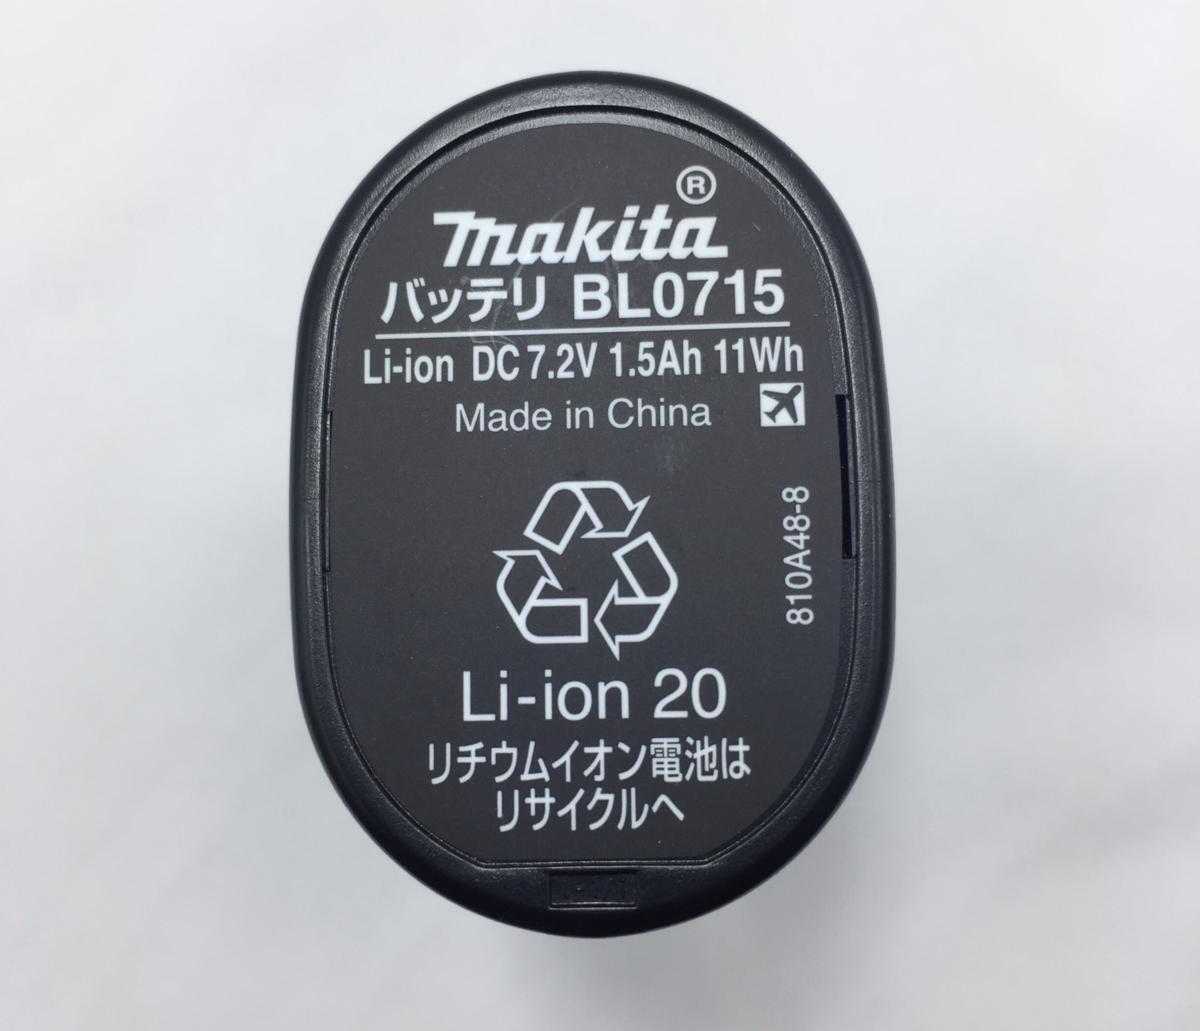 makita®
バッテリ BL0715
Li-ion DC 7.2V 1.5Ah 11Wh
Made in China
810A48-8
Li-ion 20
リチウムイオン電池は
リサイクルへ